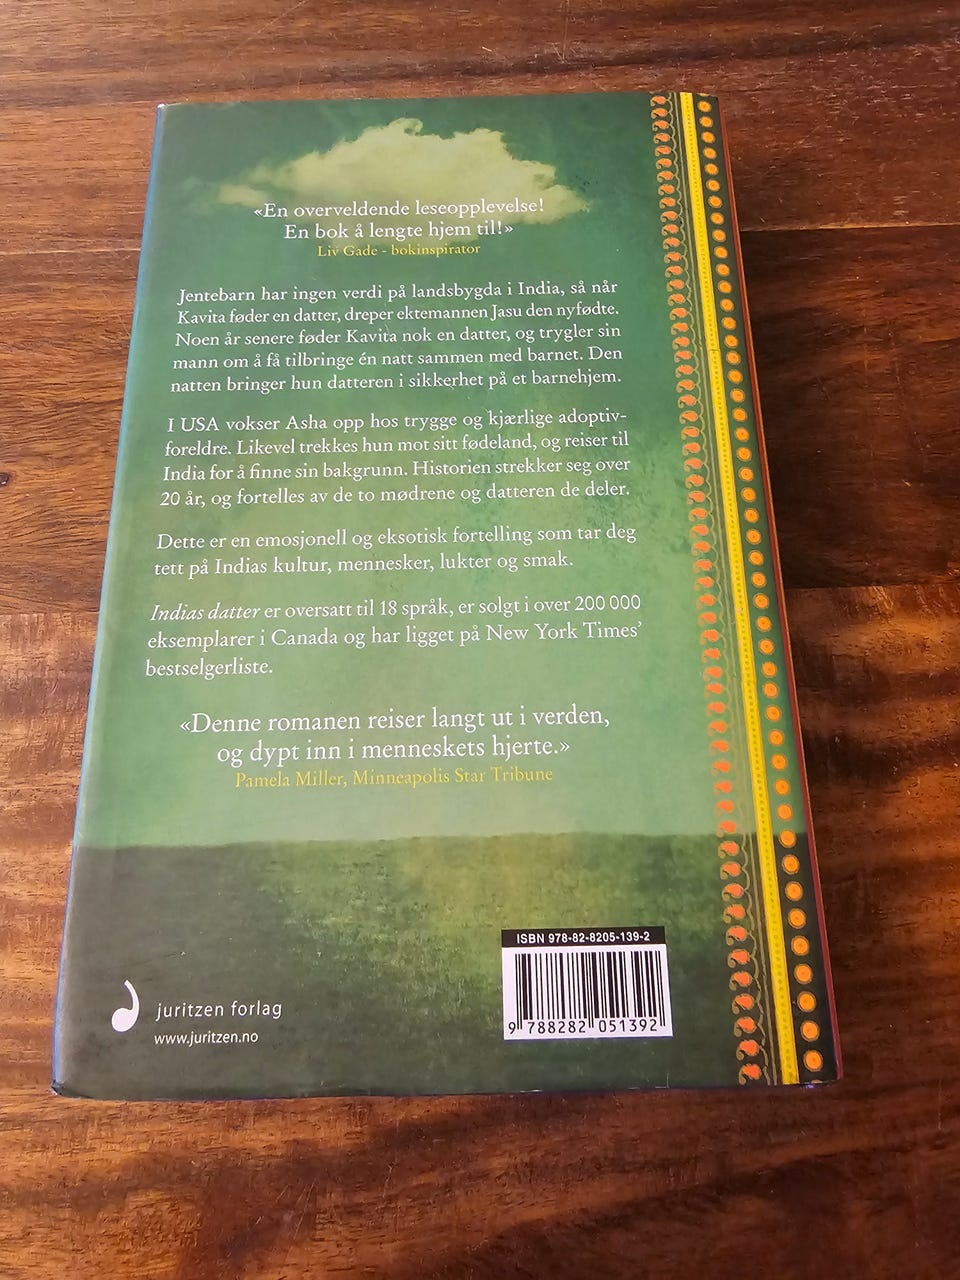 «En overveldende leseopplevelse!
En bok å lengte hjem til!»
Liv Gade - bokinspirator
Jentebarn har ingen verdi på landsbygda i India, så når
Kavita føder en datter, dreper ektemannen Jasu den nyfødte.
Noen år senere føder Kavita nok en datter, og trygler sin
mann om å få tilbringe én natt sammen med barnet. Den
natten bringer hun datteren i sikkerhet på et barnehjem.
I USA vokser Asha opp hos trygge og kjærlige adoptiv-
foreldre. Likevel trekkes hun mot sitt fødeland, og reiser til
India for å finne sin bakgrunn. Historien strekker seg over
20 år, og fortelles av de to mødrene og datteren de deler.
Dette er en emosjonell og eksotisk fortelling som tar deg
tett på Indias kultur, mennesker, lukter og smak.
Indias datter er oversatt til 18 språk, er solgt i over 200 000
eksemplarer i Canada og har ligget på New York Times’
bestselgerliste.
«Denne romanen reiser langt ut i verden,
og dypt inn i menneskets hjerte.»
Pamela Miller, Minneapolis Star Tribune
ISBN 978-82-8205-139-2
9 788282 051392
juritzen forlag
www.juritzen.no